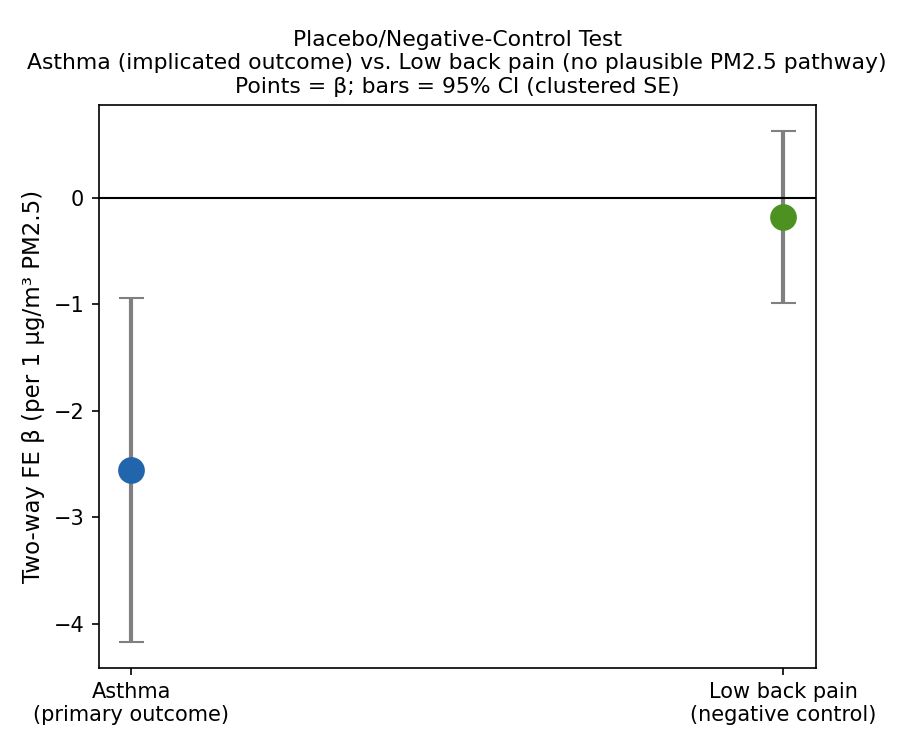 Placebo/Negative-Control Test
Asthma (implicated outcome) vs. Low back pain (no plausible PM2.5 pathway)
Points = β; bars = 95% CI (clustered SE)
Two-way FE β (per 1 µg/m³ PM2.5)
0
−1
−2
−3
−4
Asthma
(primary outcome)
Low back pain
(negative control)